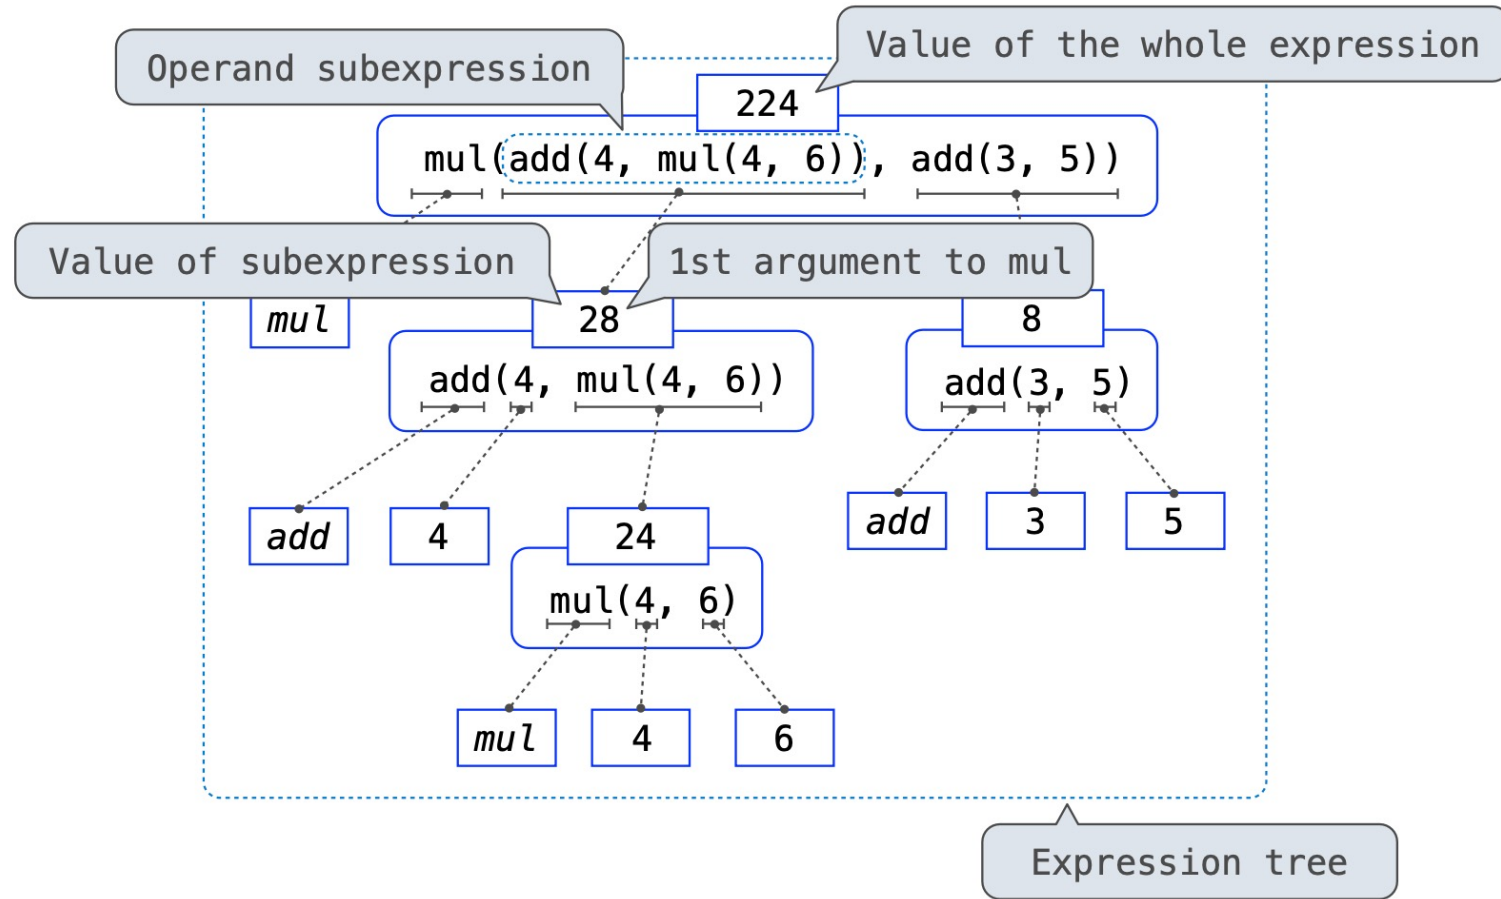 Operand subexpression
Value of the whole expression
224
mul(add(4, mul(4, 6)), add(3, 5))
Value of subexpression
1st argument to mul
mul
28
8
add(4, mul(4, 6))
add(3, 5)
add
4
24
add
3
5
mul(4, 6)
mul
4
6
Expression tree